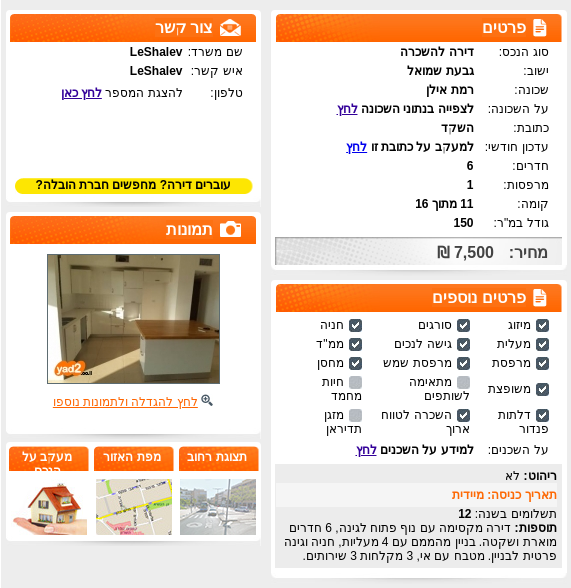 פרטים
סוג הנכס: דירה להשכרה
ישוב: גבעת שמואל
שכונה: רמת אילן
על השכונה: לצפייה בנתוני השכונה לחץ
כתובת: השקד
עדכון חודשי: למעקב על כתובת זו לחץ
חדרים: 6
מרפסות: 1
קומה: 11 מתוך 16
גודל במ"ר: 150
מחיר: 7,500 ₪
פרטים נוספים
מיזוג סורגים חניה
מעלית גישה לנכים ממ"ד
מרפסת מרפסת שמש מחסן
משופצת מתאימה לשותפים חיות מחמד
דלתות פנדור השכרה לטווח ארוך מזגן תדיראן
על השכנים: למידע על השכנים לחץ
ריהוט: לא
תאריך כניסה: מיידית
תשלומים בשנה: 12
תוספות: דירה מקסימה עם נוף פתוח לגינה, 6 חדרים
מוארת ושקטה. בניין מהממם עם 4 מעליות, חניה וגינה
פרטית לבניין. מטבח עם אי, 3 מקלחות 3 שירותים.
צור קשר
שם משרד: LeShalev
איש קשר: LeShalev
טלפון: להצגת המספר לחץ כאן
עוברים דירה? מחפשים חברת הובלה?
תמונות
yad2.co.il
לחץ להגדלה ולתמונות נוספו
תצוגת רחוב
מפת האזור
מעקב על
הנכס